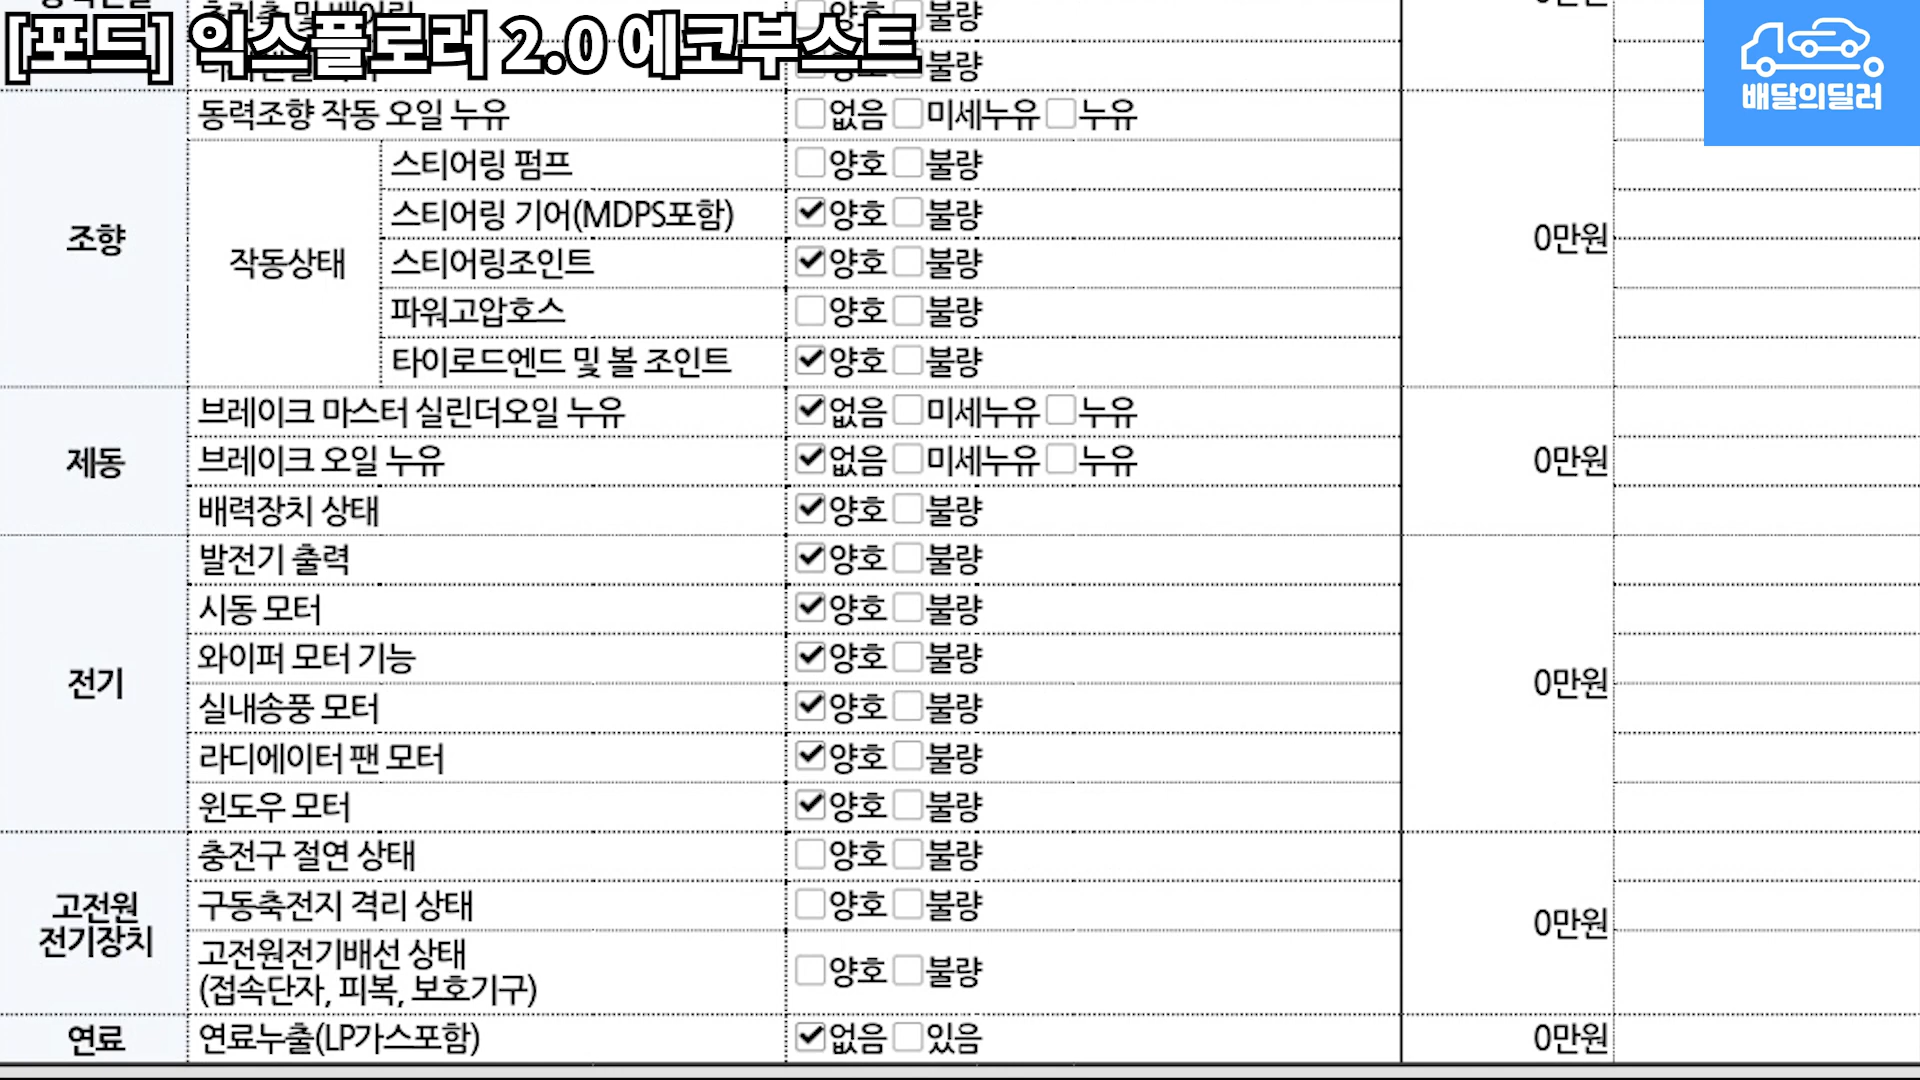 [포드] 익스플로러 2.0 에코부스트
배달의딜러
양호 불량
불량
조향
동력조향 작동 오일 누유 없음 미세누유 누유
작동상태
스티어링 펌프 양호 불량
스티어링 기어(MDPS포함) 양호 불량
스티어링조인트 양호 불량
파워고압호스 양호 불량
타이로드엔드 및 볼 조인트 양호 불량
0만원
제동
브레이크 마스터 실린더오일 누유 없음 미세누유 누유
브레이크 오일 누유 없음 미세누유 누유
배력장치 상태 양호 불량
0만원
전기
발전기 출력 양호 불량
시동 모터 양호 불량
와이퍼 모터 기능 양호 불량
실내송풍 모터 양호 불량
라디에이터 팬 모터 양호 불량
윈도우 모터 양호 불량
0만원
고전원
전기장치
충전구 절연 상태 양호 불량
구동축전지 격리 상태 양호 불량
고전원전기배선 상태
(접속단자, 피복, 보호기구) 양호 불량
0만원
연료
연료누출(LP가스포함) 없음 있음
0만원